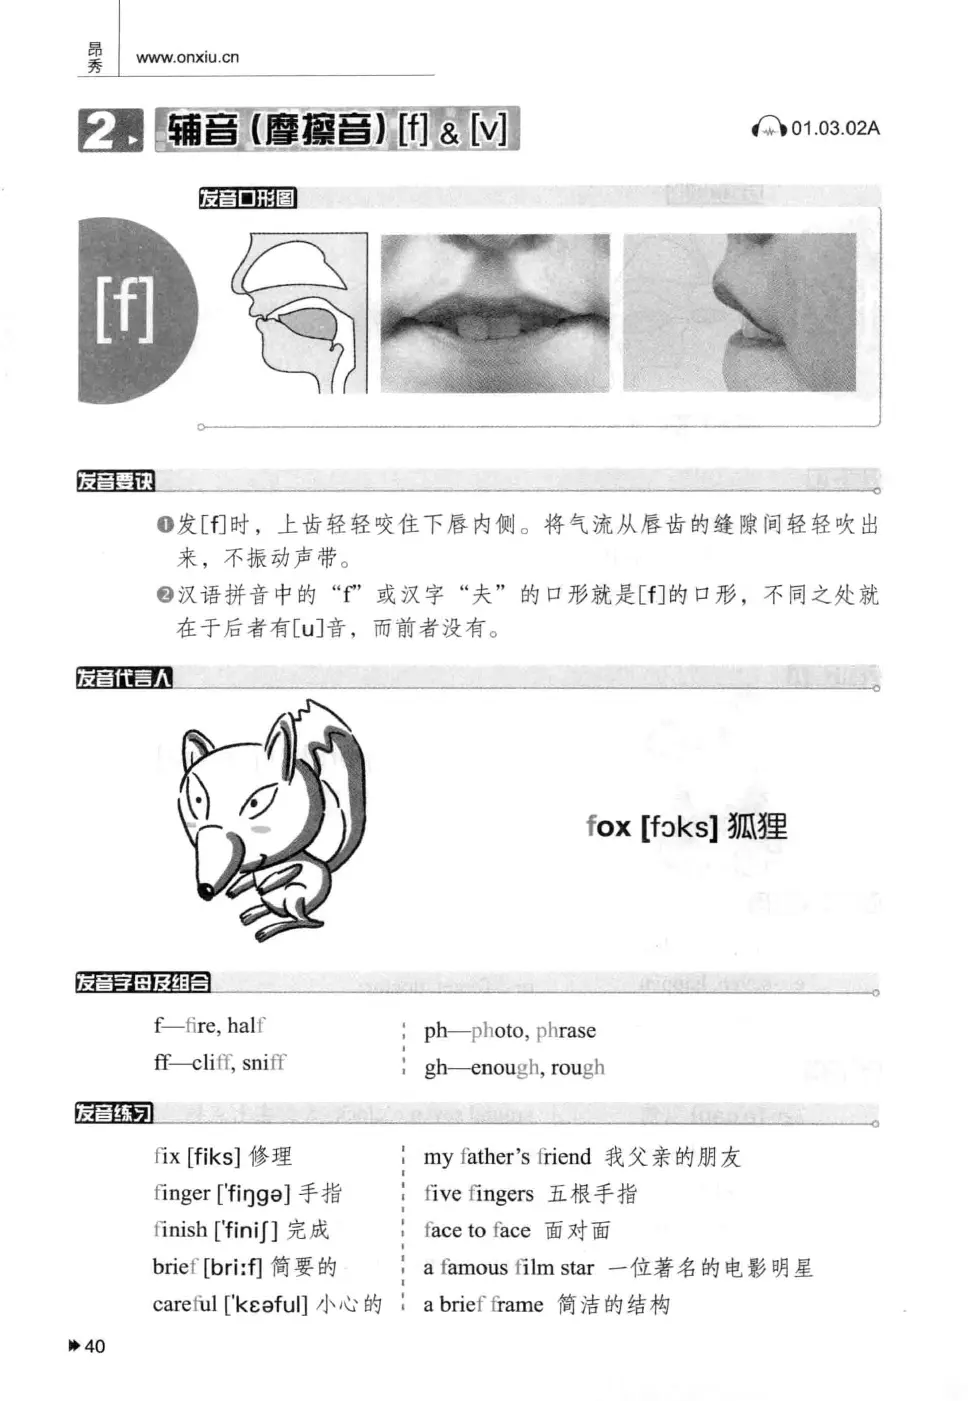 昂秀
www.onxiu.cn
2 辅音(摩擦音)[f] & [v]
01.03.02A
发音口形图
[f]
发音要诀
❶发[f]时，上齿轻轻咬住下唇内侧。将气流从唇齿的缝隙间轻轻吹出
来，不振动声带。
❷汉语拼音中的“f”或汉字“夫”的口形就是[f]的口形，不同之处就
在于后者有[u]音，而前者没有。
发音代言人
fox [fɔks] 狐狸
发音字母及组合
f—fire, half
ff—cliff, sniff
ph—photo, phrase
gh—enough, rough
发音练习
fix [fiks] 修理
finger ['fiŋgə] 手指
finish ['finiʃ] 完成
brief [bri:f] 简要的
careful ['kɛəful] 小心的
my father's friend 我父亲的朋友
five fingers 五根手指
face to face 面对面
a famous film star 一位著名的电影明星
a brief frame 简洁的结构
40